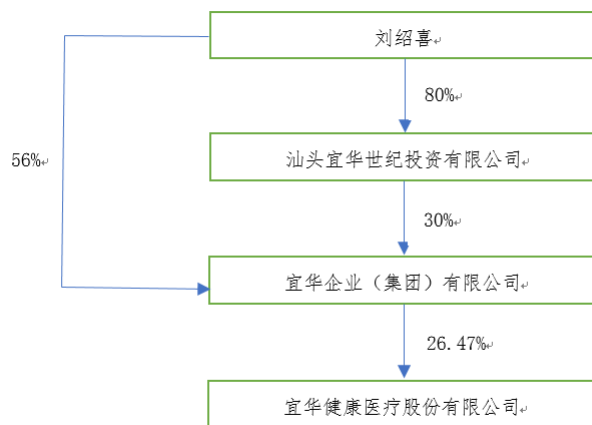 刘绍喜
80%
汕头宜华世纪投资有限公司
56%
30%
宜华企业（集团）有限公司
26.47%
宜华健康医疗股份有限公司